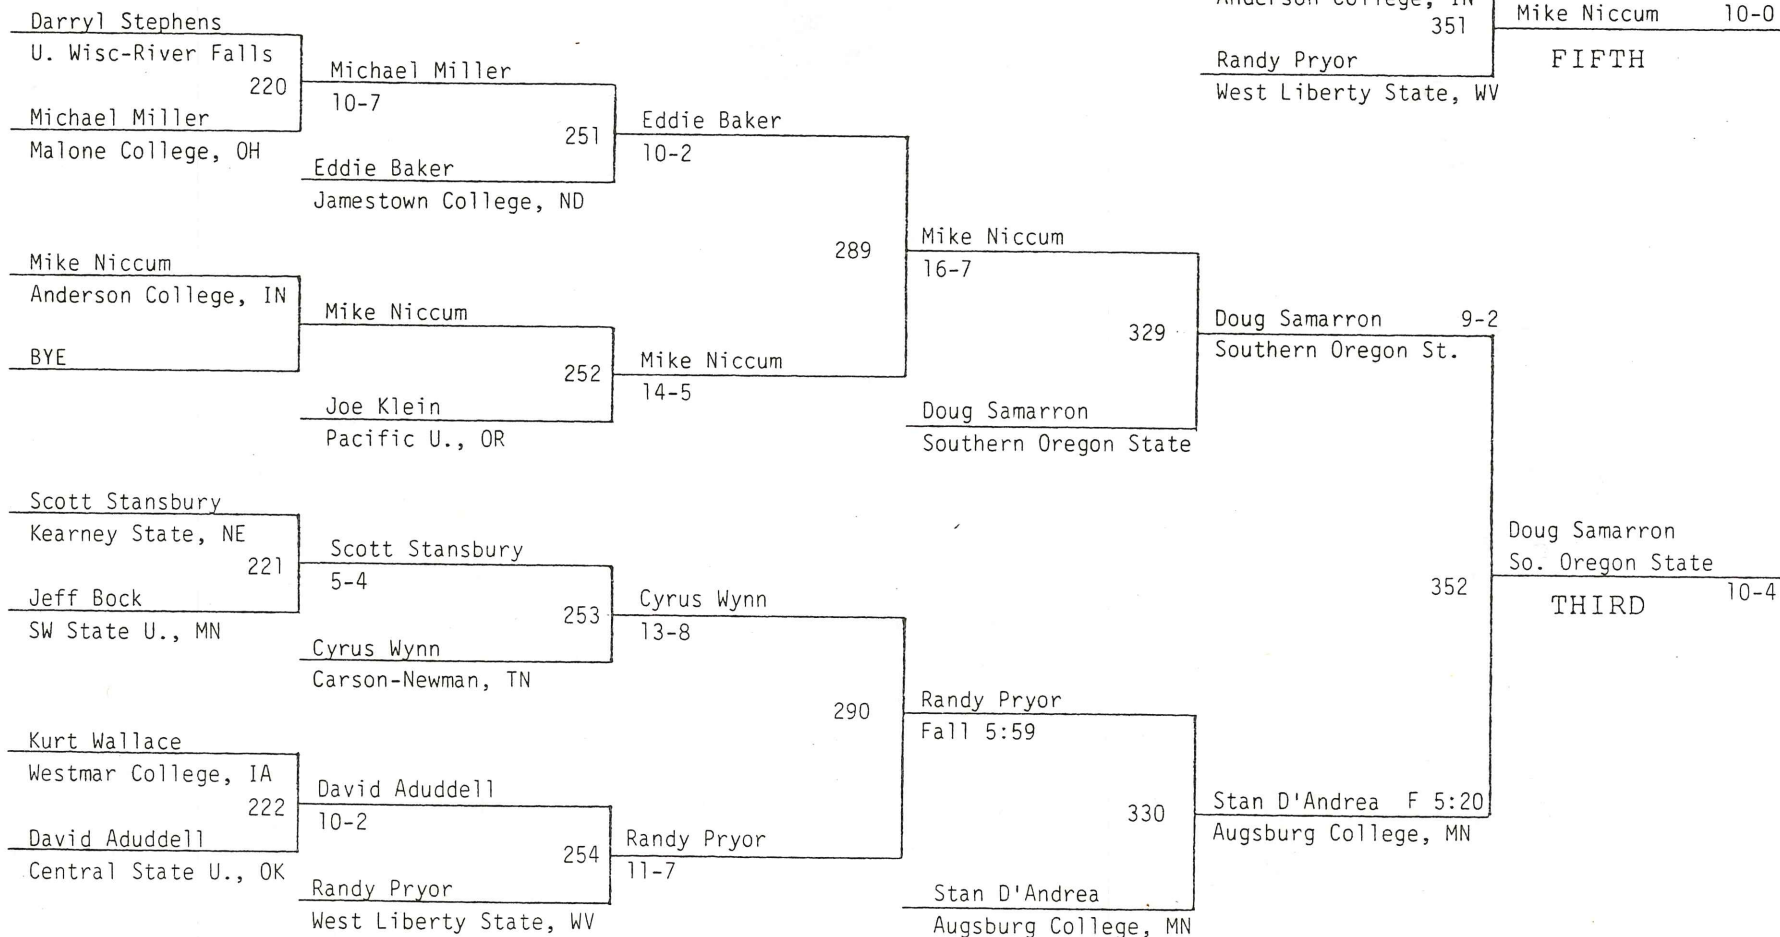 Darryl Stephens
U. Wisc-River Falls
220
Michael Miller
Malone College, OH
Michael Miller
10-7
251
Eddie Baker
Jamestown College, ND
Eddie Baker
10-2
Mike Niccum
Anderson College, IN
BYE
Mike Niccum
252
Joe Klein
Pacific U., OR
Mike Niccum
14-5
289
Mike Niccum
16-7
329
Doug Samarron
Southern Oregon State
Doug Samarron 9-2
Southern Oregon St.
Scott Stansbury
Kearney State, NE
221
Jeff Bock
SW State U., MN
Scott Stansbury
5-4
253
Cyrus Wynn
Carson-Newman, TN
Cyrus Wynn
13-8
Kurt Wallace
Westmar College, IA
222
David Aduddell
Central State U., OK
David Aduddell
10-2
254
Randy Pryor
West Liberty State, WV
Randy Pryor
11-7
290
Randy Pryor
Fall 5:59
330
Stan D'Andrea
Augsburg College, MN
Stan D'Andrea F 5:20
Augsburg College, MN
352
Doug Samarron
So. Oregon State
10-4
THIRD
Anderson College, IN
351
Randy Pryor
West Liberty State, WV
Mike Niccum 10-0
FIFTH